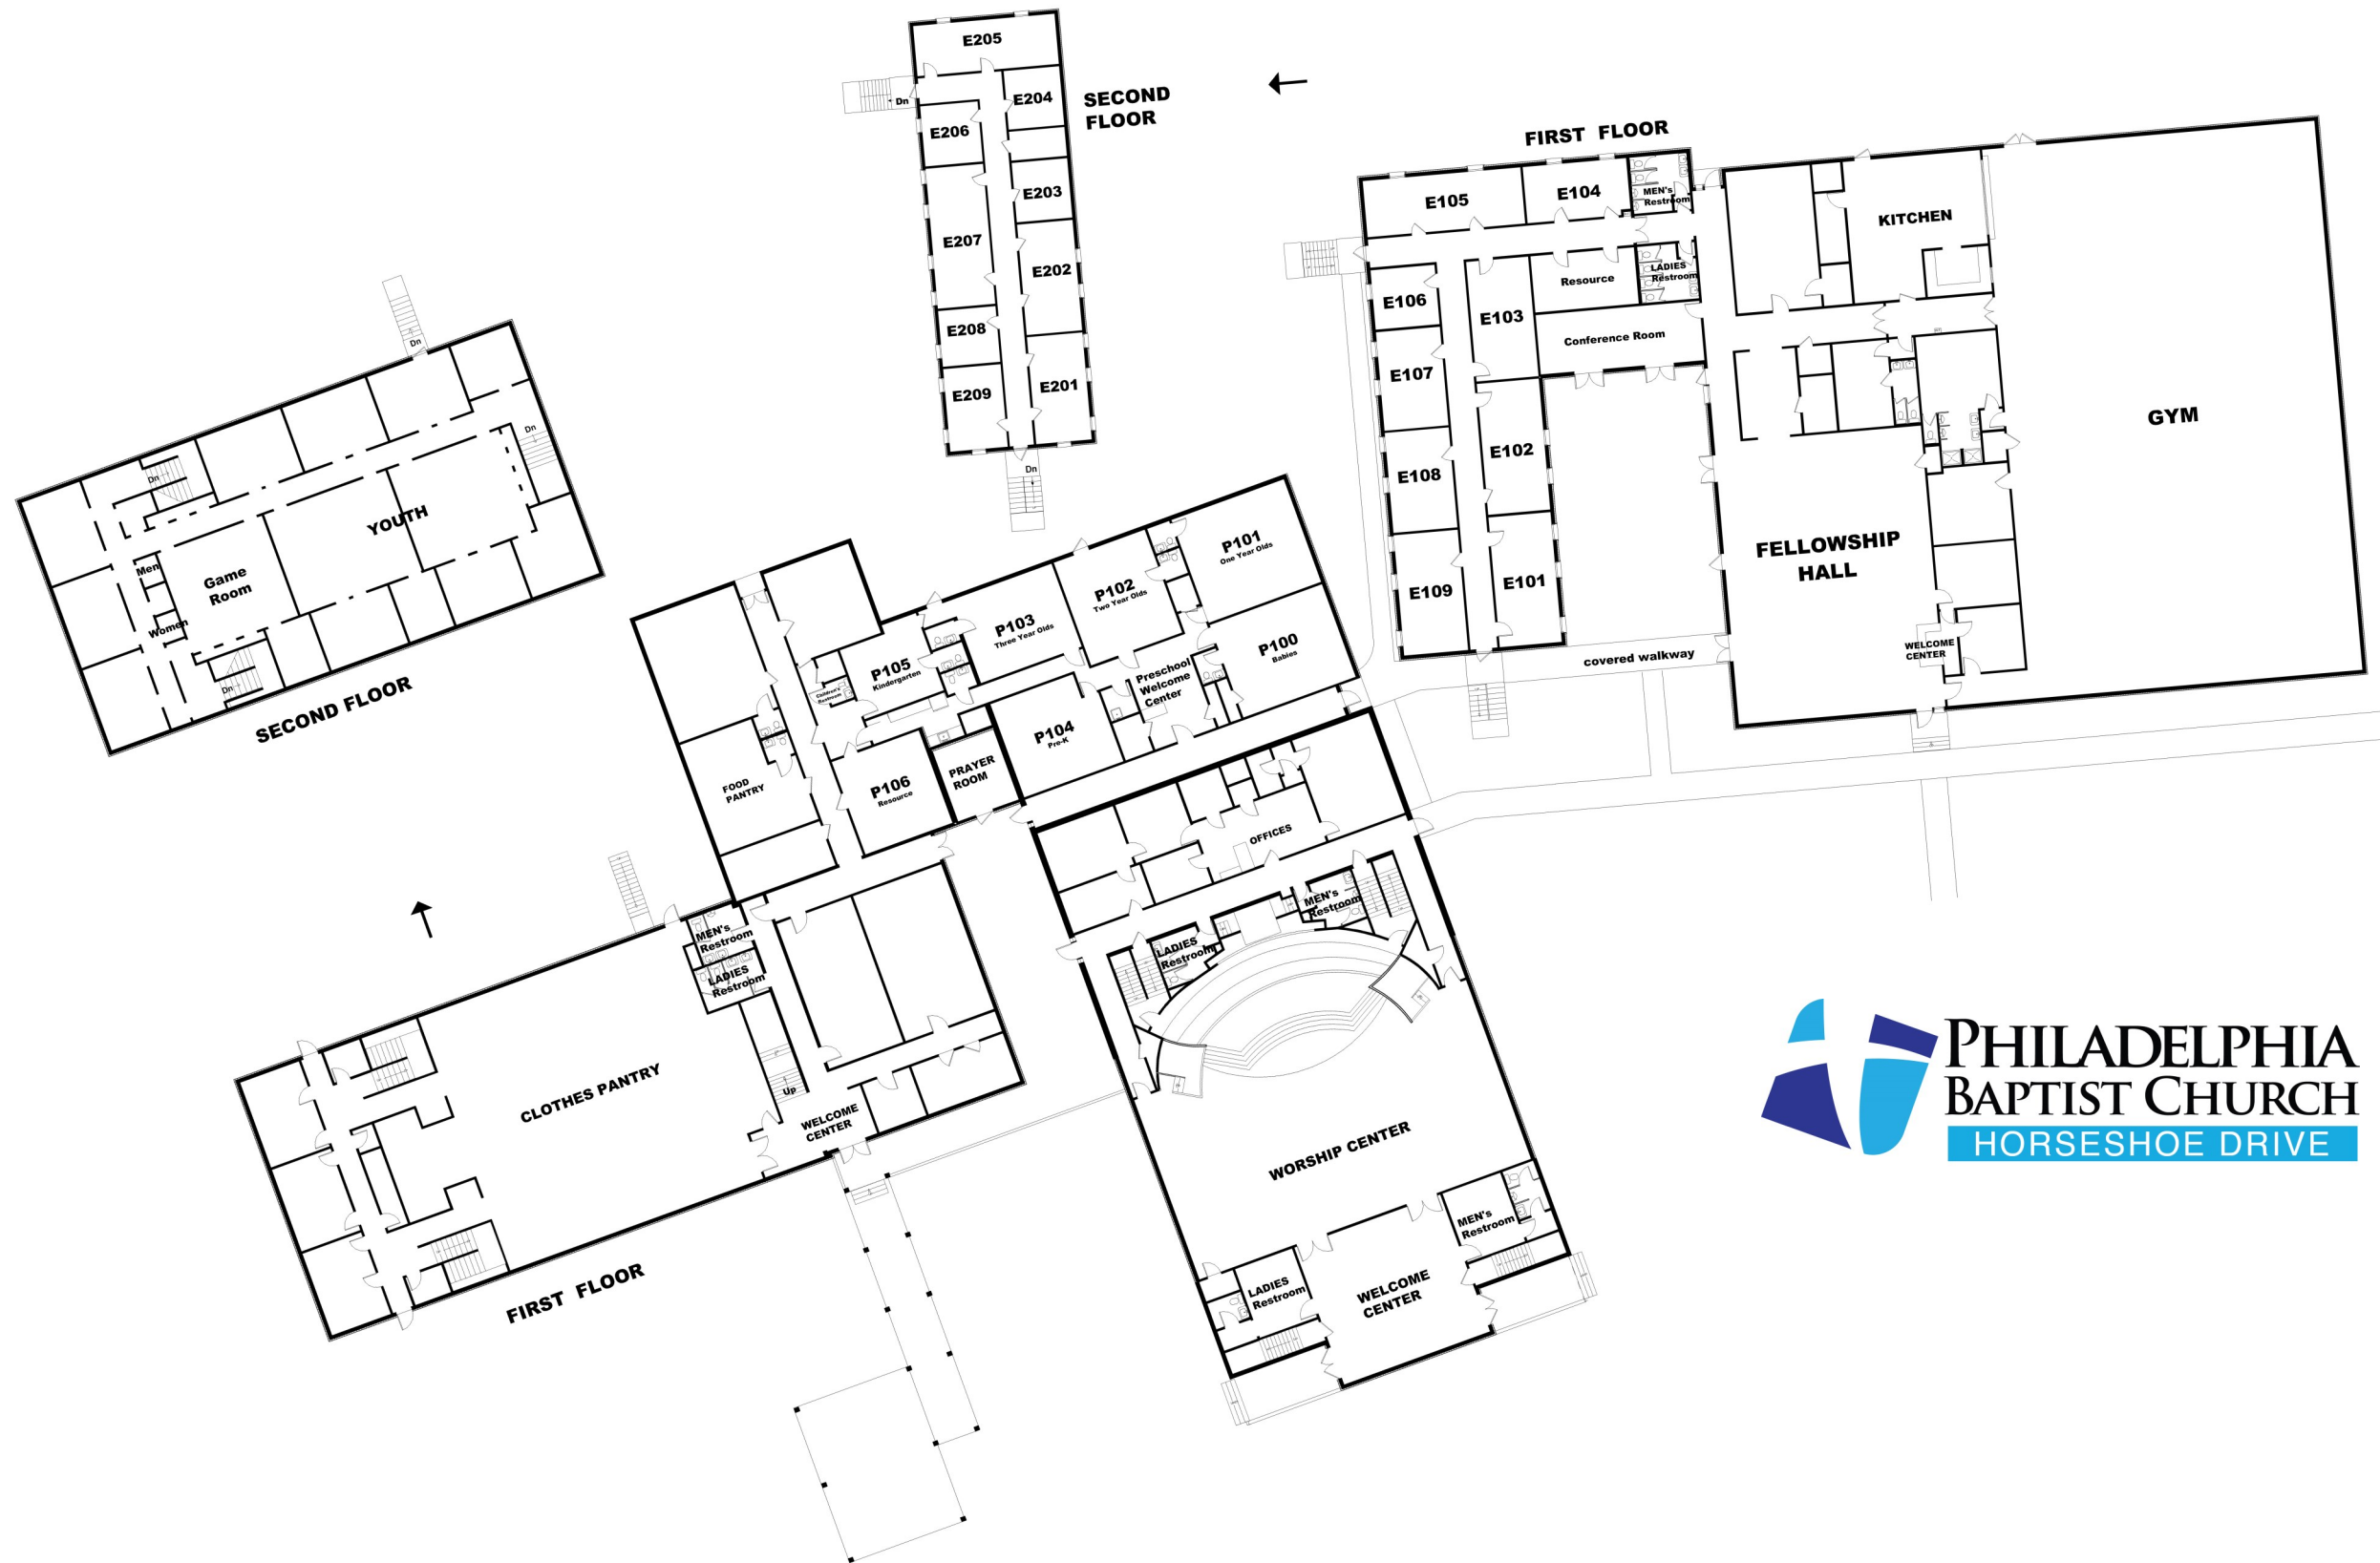 E205
Dn
E204
E206
E203
E207
E202
E208
E201
E209
Dn
SECOND
FLOOR
FIRST FLOOR
E105
E104
MEN's
Restroom
E106
E103
Resource
LADIES
Restroom
Conference Room
E107
E102
E108
E109
E101
covered walkway
KITCHEN
GYM
FELLOWSHIP
HALL
WELCOME
CENTER
Dn
Dn
Dn
YOUTH
Men
Game
Room
Women
Dn
SECOND FLOOR
P101
One Year Olds
P102
Two Year Olds
P103
Three Year Olds
P100
Babies
P105
Kindergarten
Children's
Restroom
Preschool
Welcome
Center
P104
Pre-K
PRAYER
ROOM
P106
Resource
FOOD
PANTRY
OFFICES
MEN's
Restroom
LADIES
Restroom
MEN's
Restroom
LADIES
Restroom
CLOTHES PANTRY
Up
WELCOME
CENTER
FIRST FLOOR
WORSHIP CENTER
MEN's
Restroom
LADIES
Restroom
WELCOME
CENTER
PHILADELPHIA
BAPTIST CHURCH
HORSESHOE DRIVE